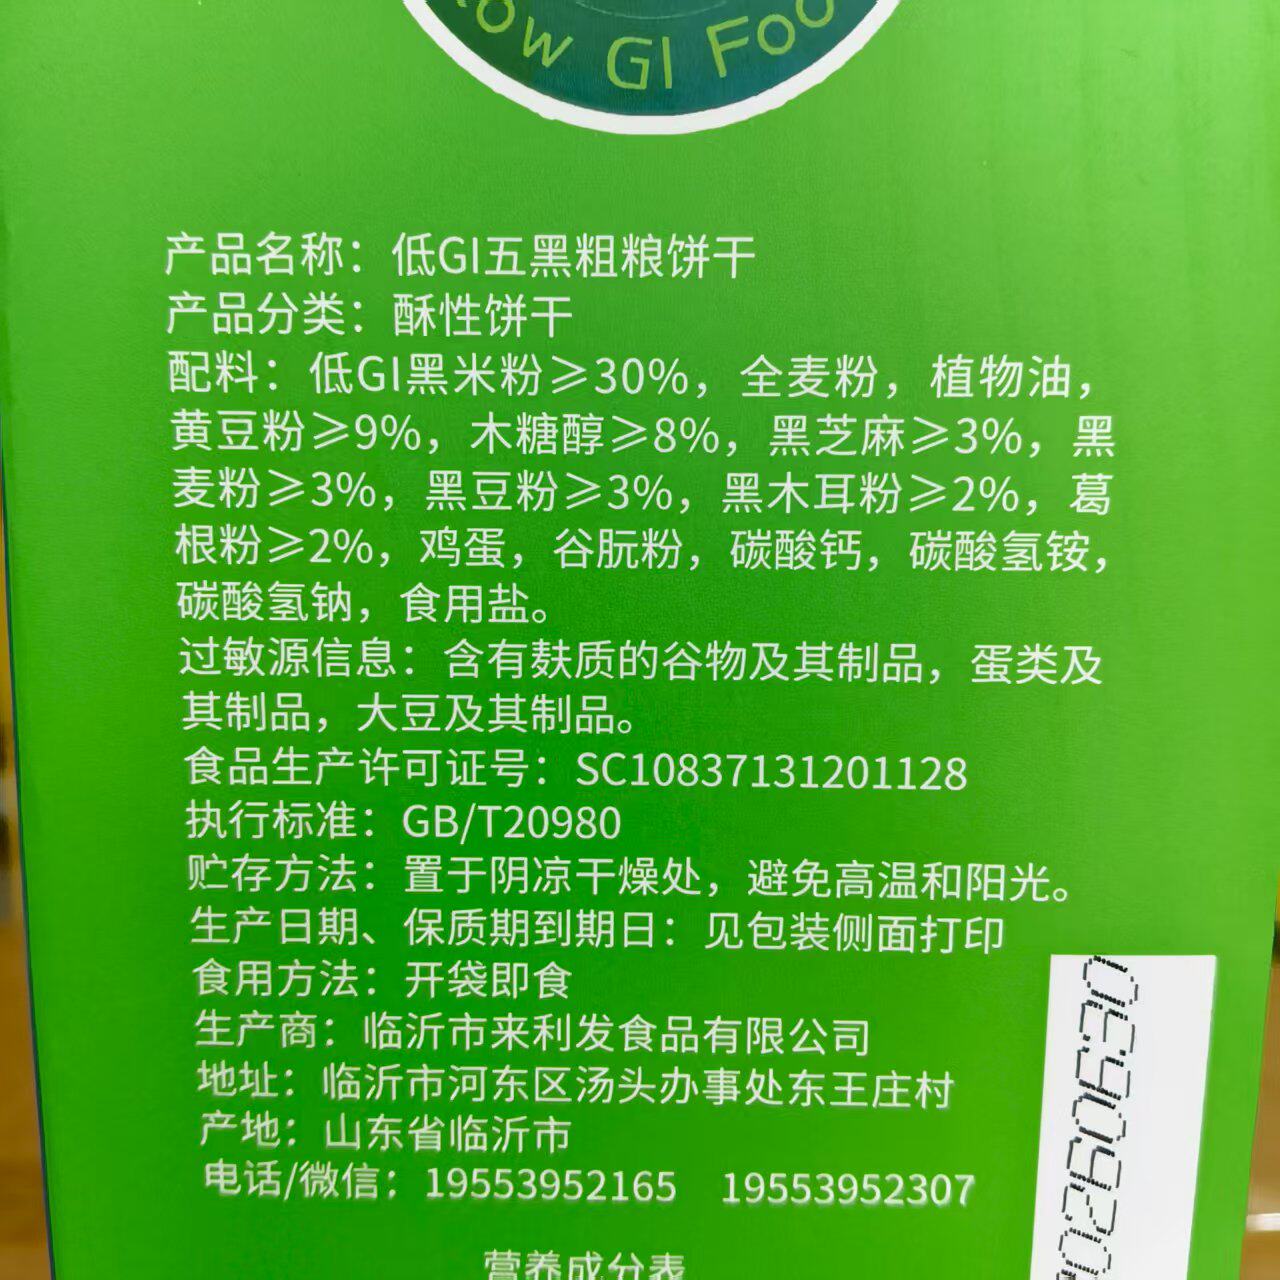 Low GI Foo
产品名称：低GI五黑粗粮饼干
产品分类：酥性饼干
配料：低GI黑米粉≥30%，全麦粉，植物油，
黄豆粉≥9%，木糖醇≥8%，黑芝麻≥3%，黑
麦粉≥3%，黑豆粉≥3%，黑木耳粉≥2%，葛
根粉≥2%，鸡蛋，谷朊粉，碳酸钙，碳酸氢铵，
碳酸氢钠，食用盐。
过敏源信息：含有麸质的谷物及其制品，蛋类及
其制品，大豆及其制品。
食品生产许可证号：SC10837131201128
执行标准：GB/T20980
贮存方法：置于阴凉干燥处，避免高温和阳光。
生产日期、保质期到期日：见包装侧面打印
食用方法：开袋即食
生产商：临沂市来利发食品有限公司
地址：临沂市河东区汤头办事处东王庄村
产地：山东省临沂市
电话/微信：19553952165 19553952307
营养成分表